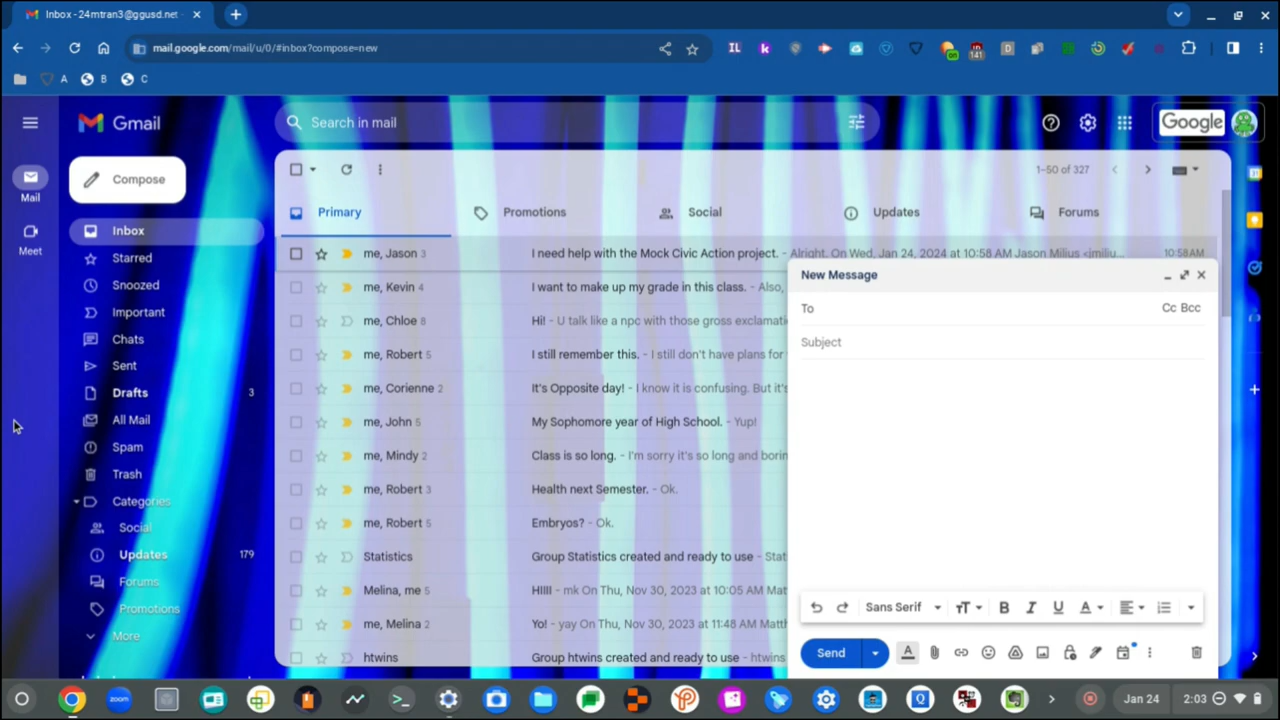 Inbox - 24mtran3@ggusd.net
mail.google.com/mail/u/0/#inbox?compose=new
A B C
Gmail
Search in mail
Google
Mail
Meet
Compose
Inbox
Starred
Snoozed
Important
Chats
Sent
Drafts 3
All Mail
Spam
Trash
Categories
Social
Updates 179
Forums
Promotions
More
1–50 of 327
Primary Promotions Social Updates Forums
me, Jason 3 I need help with the Mock Civic Action project. - Alright. On Wed, Jan 24, 2024 at 10:58 AM Jason Milius <jmiliu... 10:58 AM
me, Kevin 4 I want to make up my grade in this class. - Also,
me, Chloe 8 Hi! - U talk like a npc with those gross exclamati
me, Robert 5 I still remember this. - I still don't have plans for
me, Corienne 2 It's Opposite day! - I know it is confusing. But it's
me, John 5 My Sophomore year of High School. - Yup!
me, Mindy 2 Class is so long. - I'm sorry it's so long and borin
me, Robert 3 Health next Semester. - Ok.
me, Robert 5 Embryos? - Ok.
Statistics Group Statistics created and ready to use - Stat
Melina, me 5 HIIII - mk On Thu, Nov 30, 2023 at 10:05 AM Mat
me, Melina 2 Yo! - yay On Thu, Nov 30, 2023 at 11:48 AM Matt
htwins Group htwins created and ready to use - htwins
New Message
To Cc Bcc
Subject
Sans Serif
Send
zoom
Jan 24 2:03